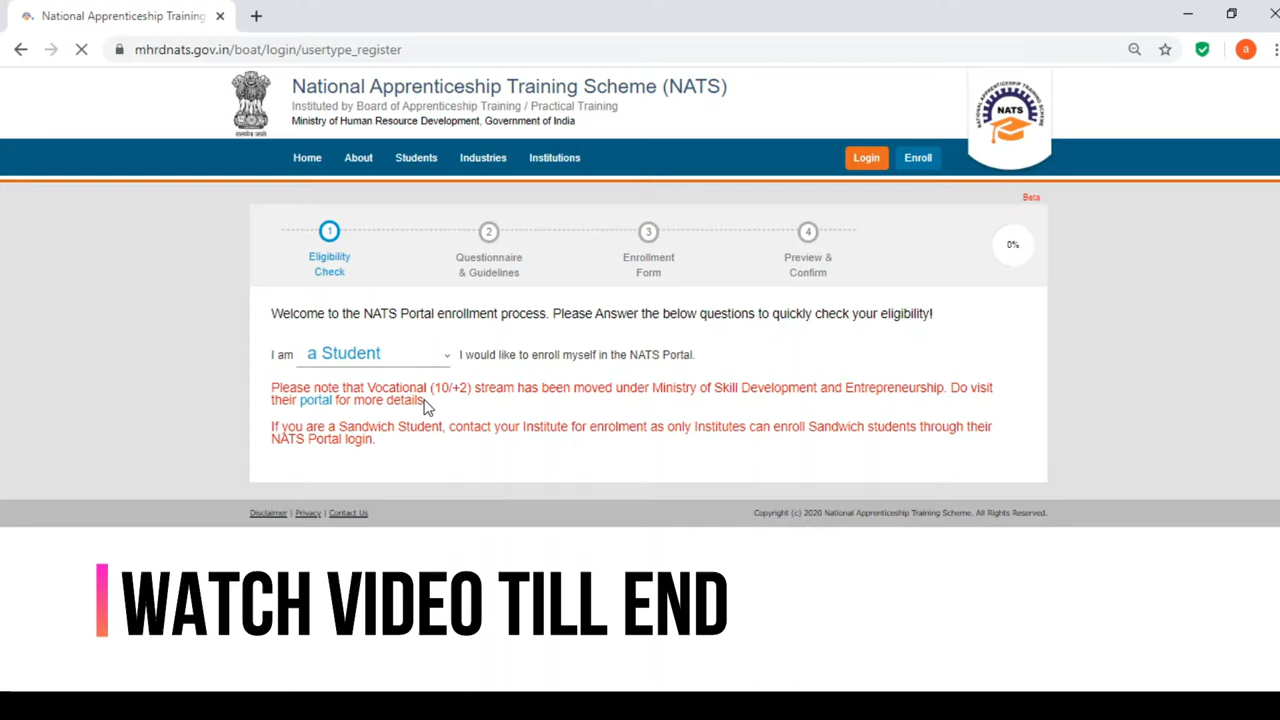 National Apprenticeship Training
mhrdnats.gov.in/boat/login/usertype_register
a
National Apprenticeship Training Scheme (NATS)
Instituted by Board of Apprenticeship Training / Practical Training
Ministry of Human Resource Development, Government of India
NATIONAL APPRENTICESHIP TRAINING SCHEME
NATS
Home About Students Industries Institutions Login Enroll
Beta
1 2 3 4 0%
Eligibility Check
Questionnaire & Guidelines
Enrollment Form
Preview & Confirm
Welcome to the NATS Portal enrollment process. Please Answer the below questions to quickly check your eligibility!
I am a Student I would like to enroll myself in the NATS Portal.
Please note that Vocational (10/+2) stream has been moved under Ministry of Skill Development and Entrepreneurship. Do visit
their portal for more details.
If you are a Sandwich Student, contact your Institute for enrolment as only Institutes can enroll Sandwich students through their
NATS Portal login.
Disclaimer | Privacy | Contact Us
Copyright (c) 2020 National Apprenticeship Training Scheme. All Rights Reserved.
WATCH VIDEO TILL END